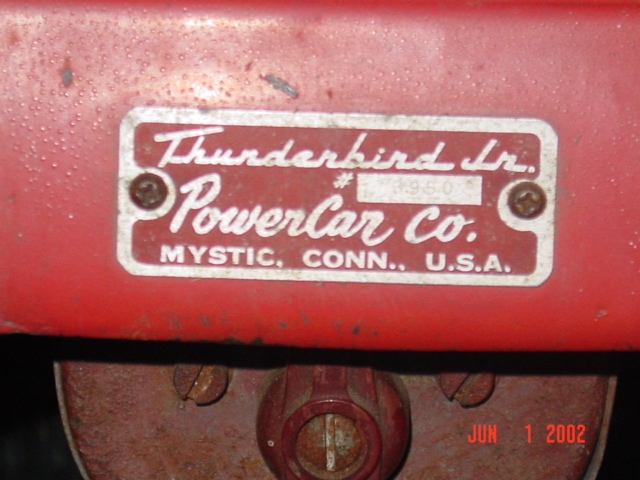 Thunderbird Jr.
#
PowerCar Co.
MYSTIC, CONN., U.S.A.
JUN 1 2002